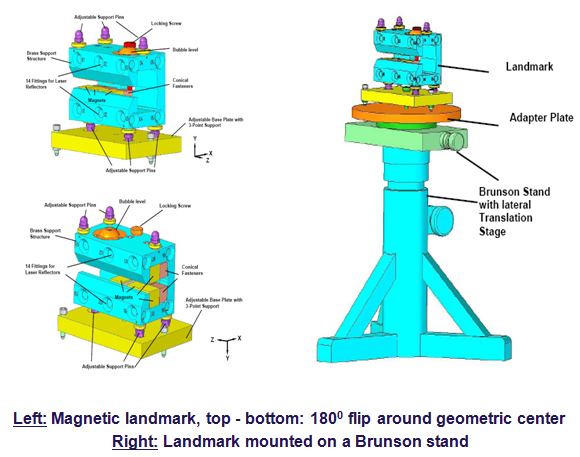 Adjustable Support Pins
Locking Screw
Bubble level
Brass Support
Structure
14 Fittings for Laser
Reflectors
Magnets
Conical
Fasteners
Adjustable Base Plate with
3-Point Support
Adjustable Support Pins
Y
X
Z
Bubble level
Adjustable Support Pins
Locking Screw
Brass Support
Structure
14 Fittings for
Laser Reflectors
Conical
Fasteners
Magnets
Adjustable Base Plate with
3-Point Support
Adjustable Support Pins
Z
X
Y
Landmark
Adapter Plate
Brunson Stand
with lateral
Translation
Stage
Left: Magnetic landmark, top - bottom: 180⁰ flip around geometric center
Right: Landmark mounted on a Brunson stand